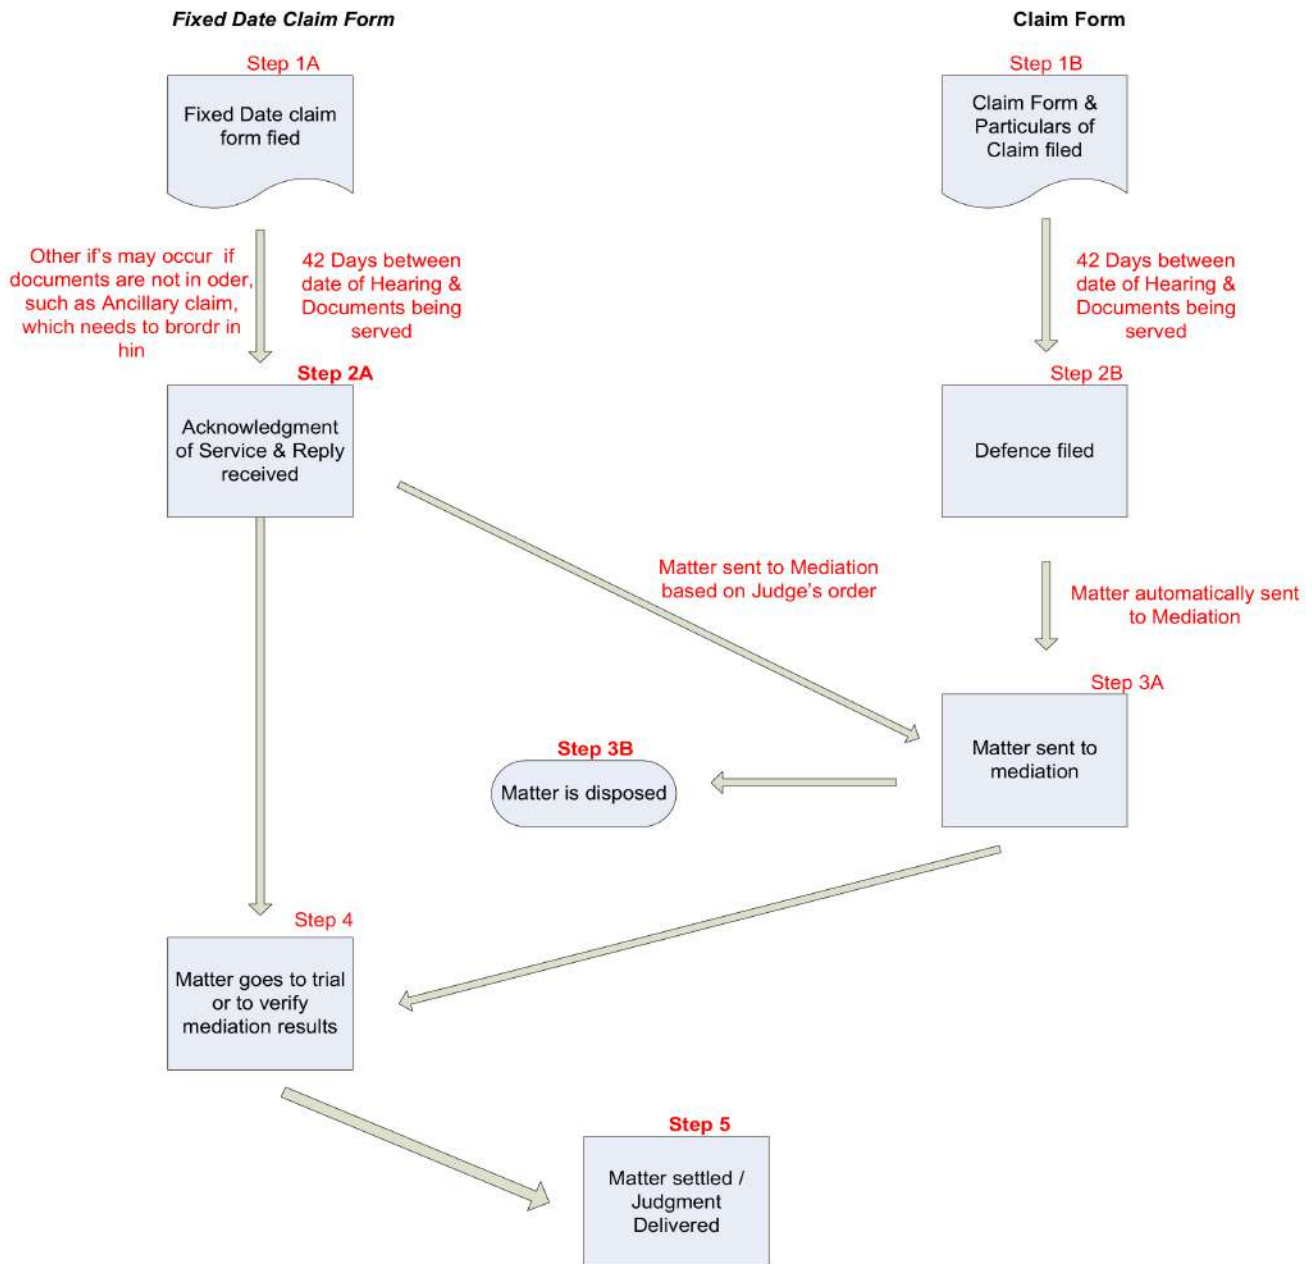 Fixed Date Claim Form
Claim Form
Step 1A
Fixed Date claim
form fied
Step 1B
Claim Form &
Particulars of
Claim filed
Other if's may occur if
documents are not in oder,
such as Ancillary claim,
which needs to brordr in
hin
42 Days between
date of Hearing &
Documents being
served
42 Days between
date of Hearing &
Documents being
served
Step 2A
Acknowledgment
of Service & Reply
received
Step 2B
Defence filed
Matter sent to Mediation
based on Judge's order
Matter automatically sent
to Mediation
Step 3A
Matter sent to
mediation
Step 3B
Matter is disposed
Step 4
Matter goes to trial
or to verify
mediation results
Step 5
Matter settled /
Judgment
Delivered